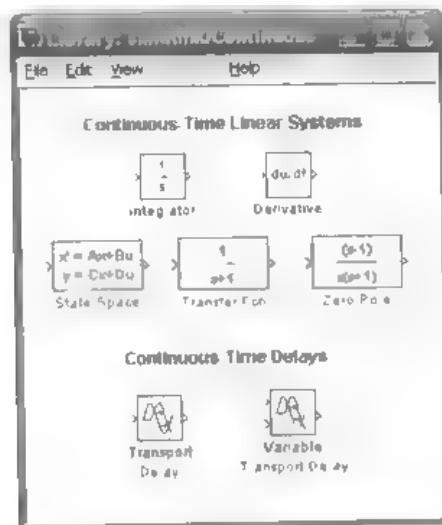 File Edit View Help
Continuous-Time Linear Systems
1
s
du/dt
Integrator Derivative
x' = Ax+Bu
y = Cx+Du
1
s+1
(s-1)
s(s+1)
State-Space Transfer Fcn Zero-Pole
Continuous-Time Delays
Transport
Delay
Variable
Transport Delay